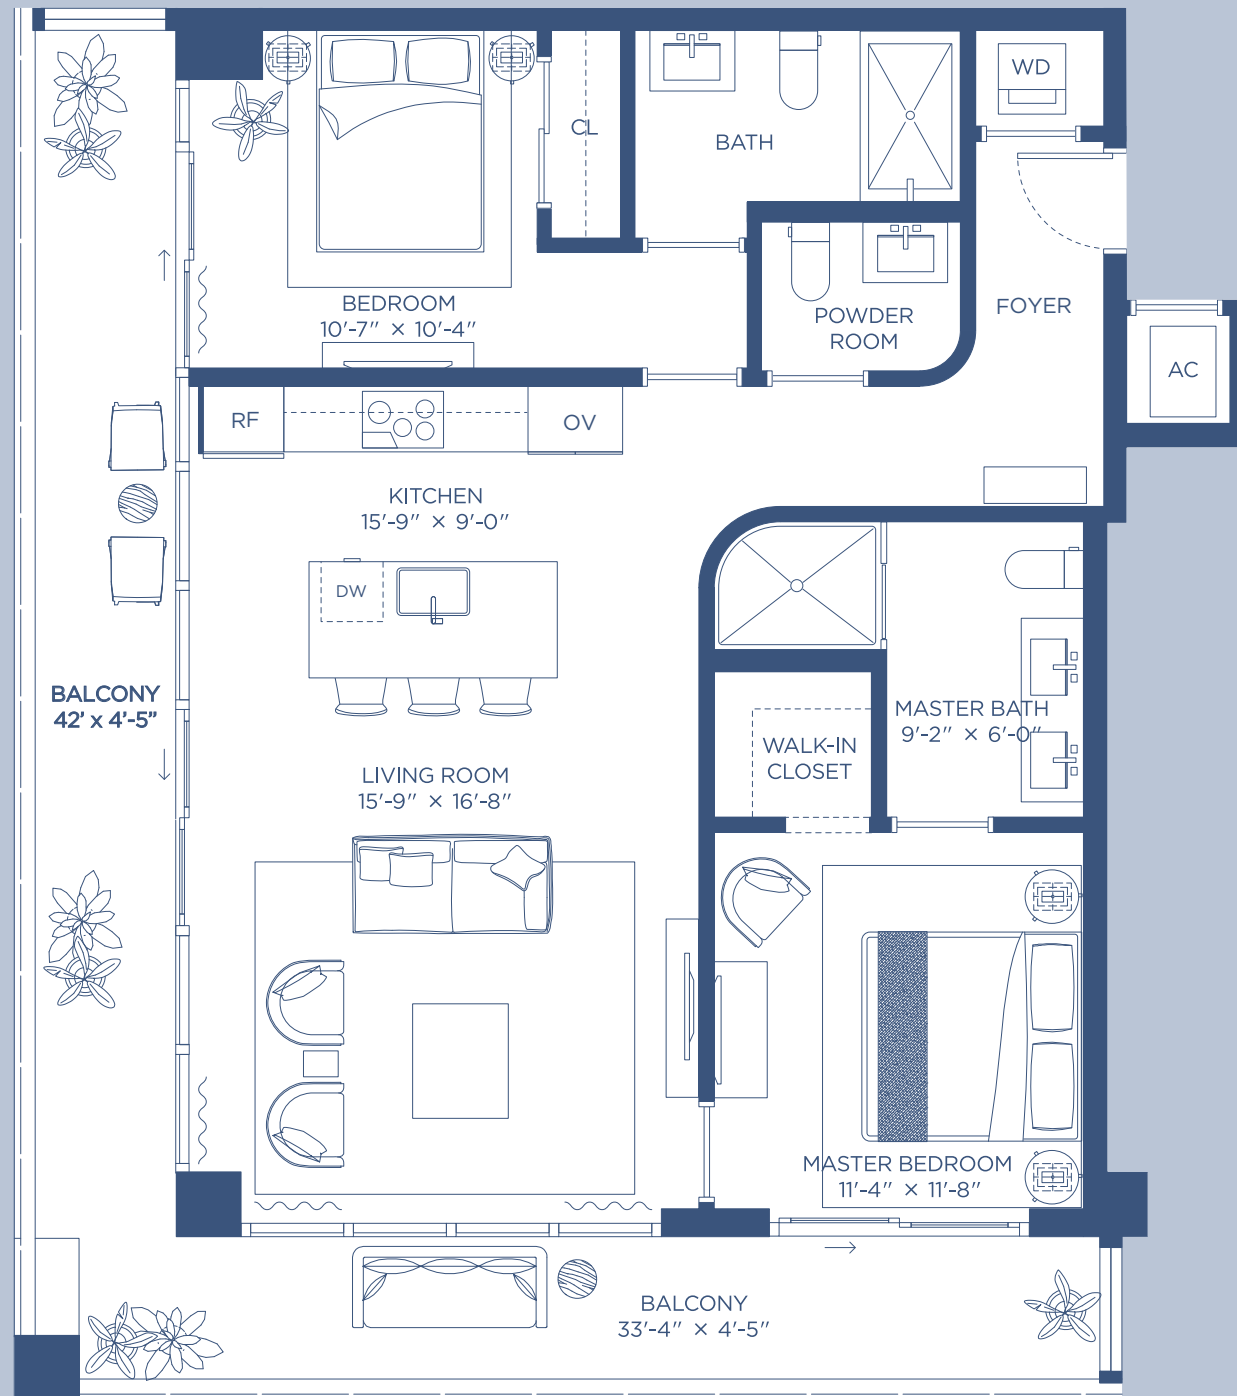 WD
CL
BATH
BEDROOM
10'-7" × 10'-4"
POWDER
ROOM
FOYER
AC
RF
OV
KITCHEN
15'-9" × 9'-0"
DW
BALCONY
42' x 4'-5"
MASTER BATH
9'-2" × 6'-0"
WALK-IN
CLOSET
LIVING ROOM
15'-9" × 16'-8"
MASTER BEDROOM
11'-4" × 11'-8"
BALCONY
33'-4" × 4'-5"